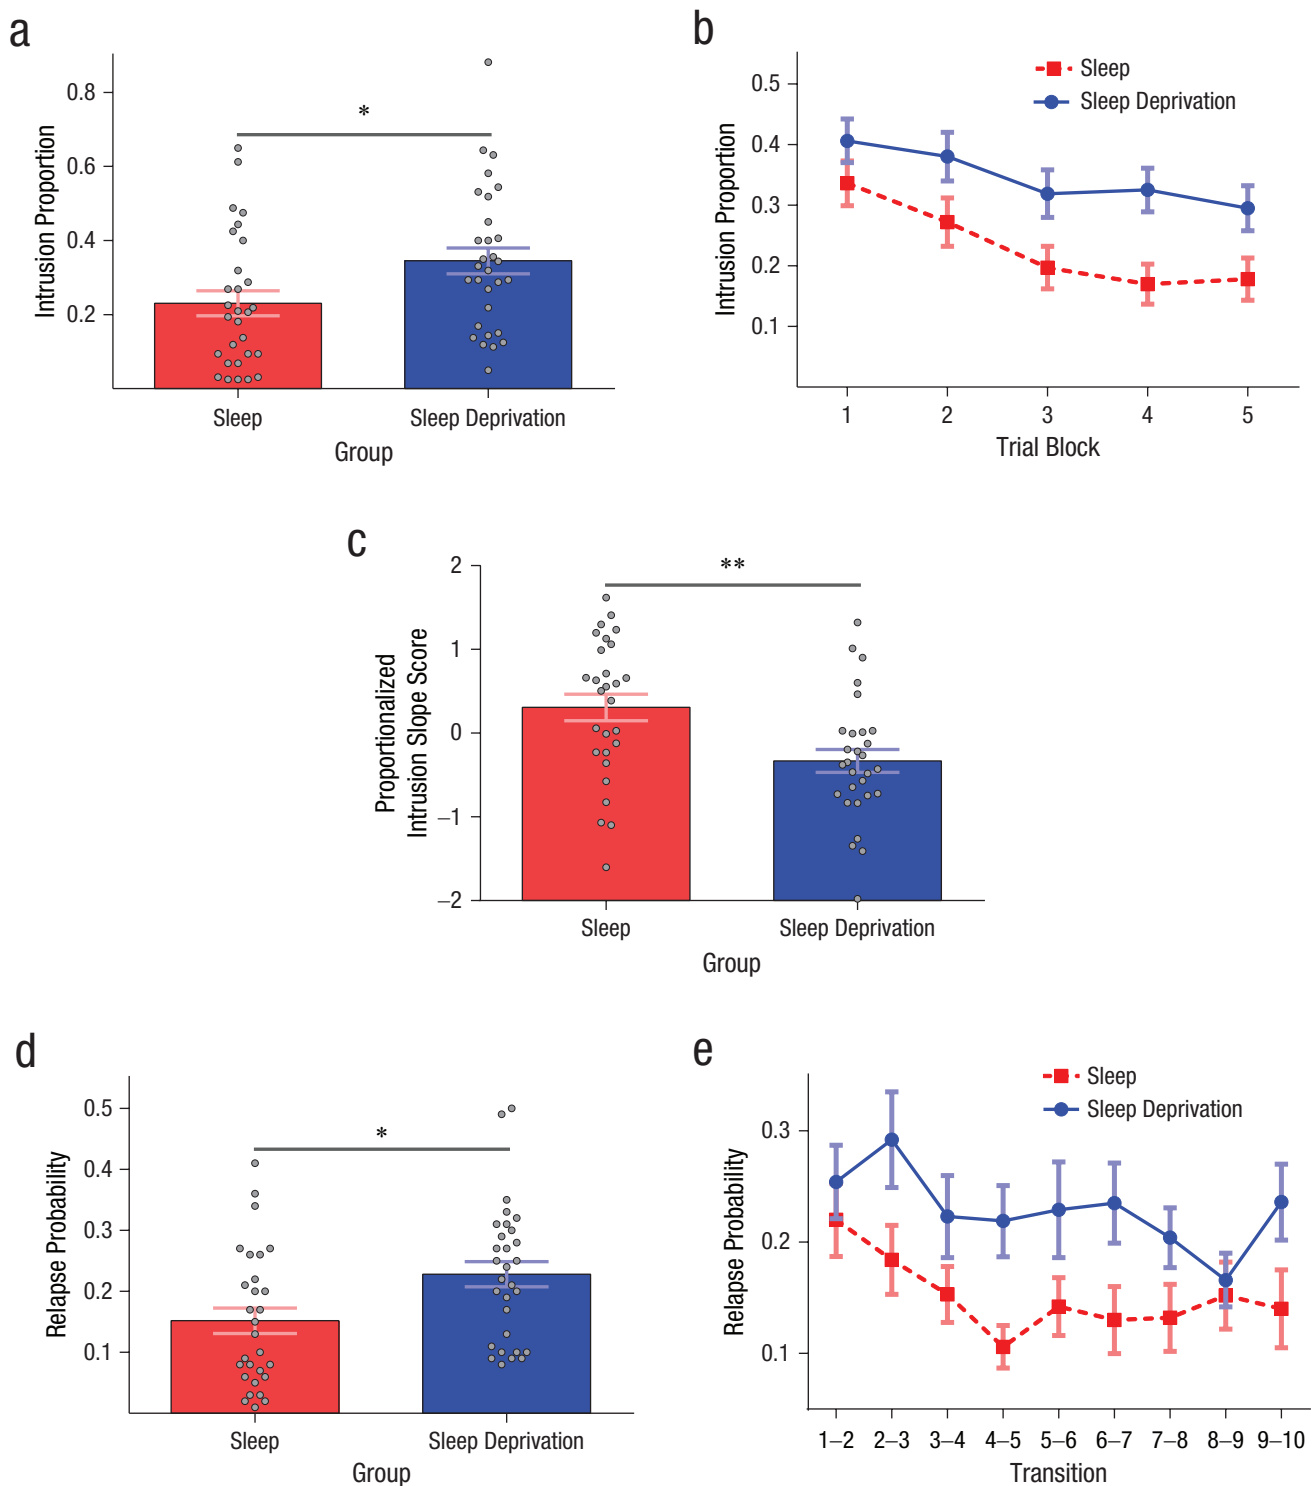 a
Intrusion Proportion
0.8
0.6
0.4
0.2
*
Sleep
Sleep Deprivation
Group
b
Intrusion Proportion
0.5
0.4
0.3
0.2
0.1
Sleep
Sleep Deprivation
1 2 3 4 5
Trial Block
c
Proportionalized
Intrusion Slope Score
2
1
0
–1
–2
**
Sleep
Sleep Deprivation
Group
d
Relapse Probability
0.5
0.4
0.3
0.2
0.1
*
Sleep
Sleep Deprivation
Group
e
Relapse Probability
0.3
0.2
0.1
Sleep
Sleep Deprivation
1–2 2–3 3–4 4–5 5–6 6–7 7–8 8–9 9–10
Transition